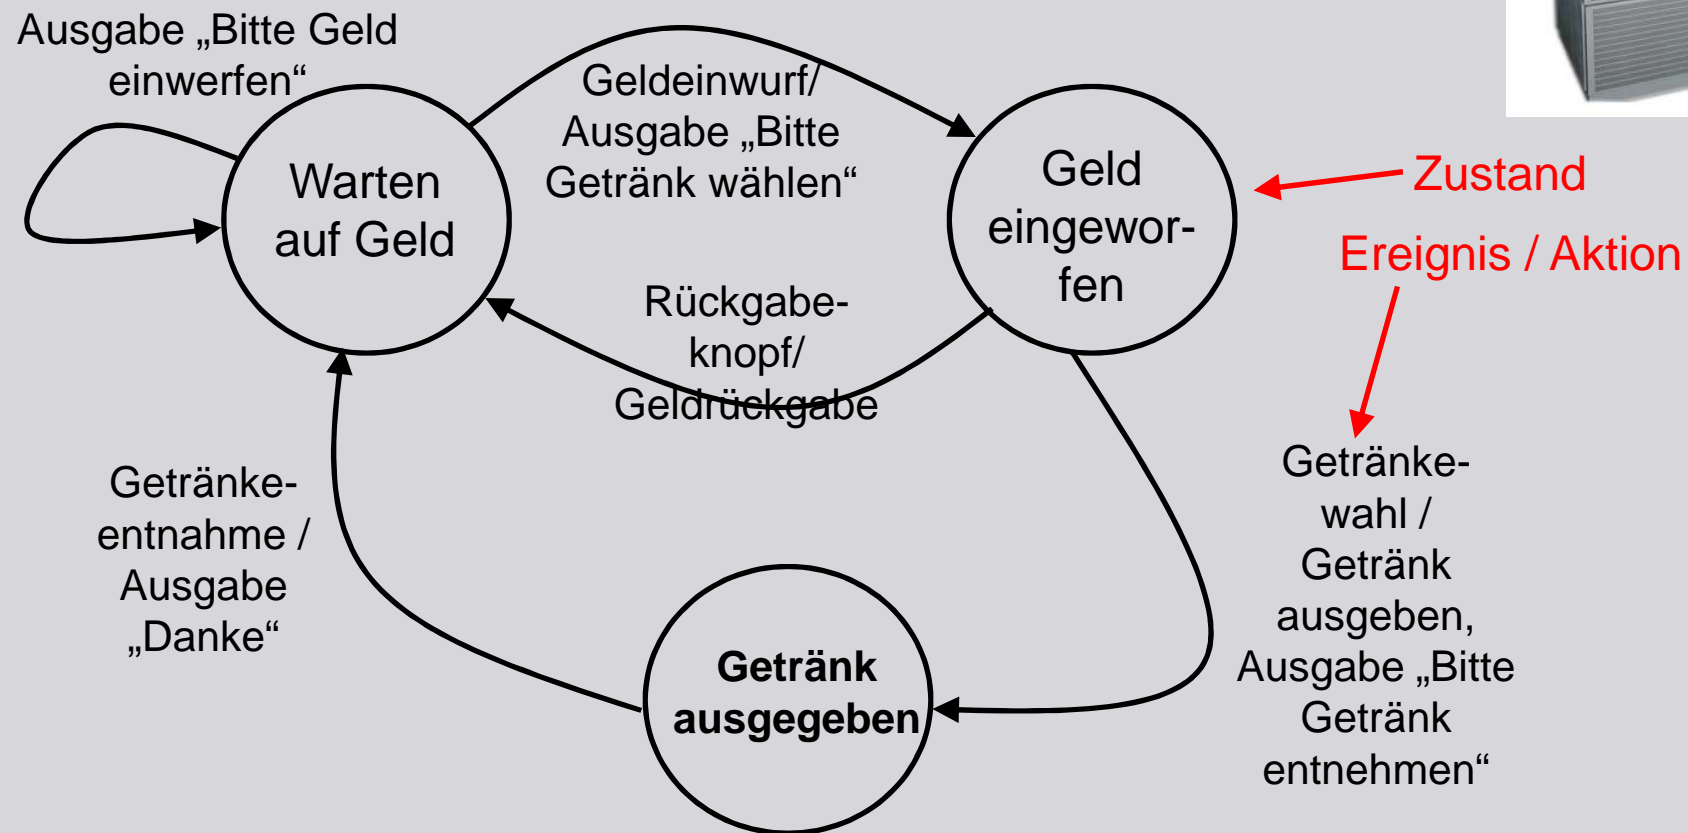 Ausgabe „Bitte Geld
einwerfen“
Geldeinwurf/
Ausgabe „Bitte
Getränk wählen“
Warten
auf Geld
Geld
eingewor-
fen
Zustand
Ereignis / Aktion
Rückgabe-
knopf/
Geldrückgabe
Getränke-
entnahme /
Ausgabe
„Danke“
Getränk
ausgegeben
Getränke-
wahl /
Getränk
ausgeben,
Ausgabe „Bitte
Getränk
entnehmen“